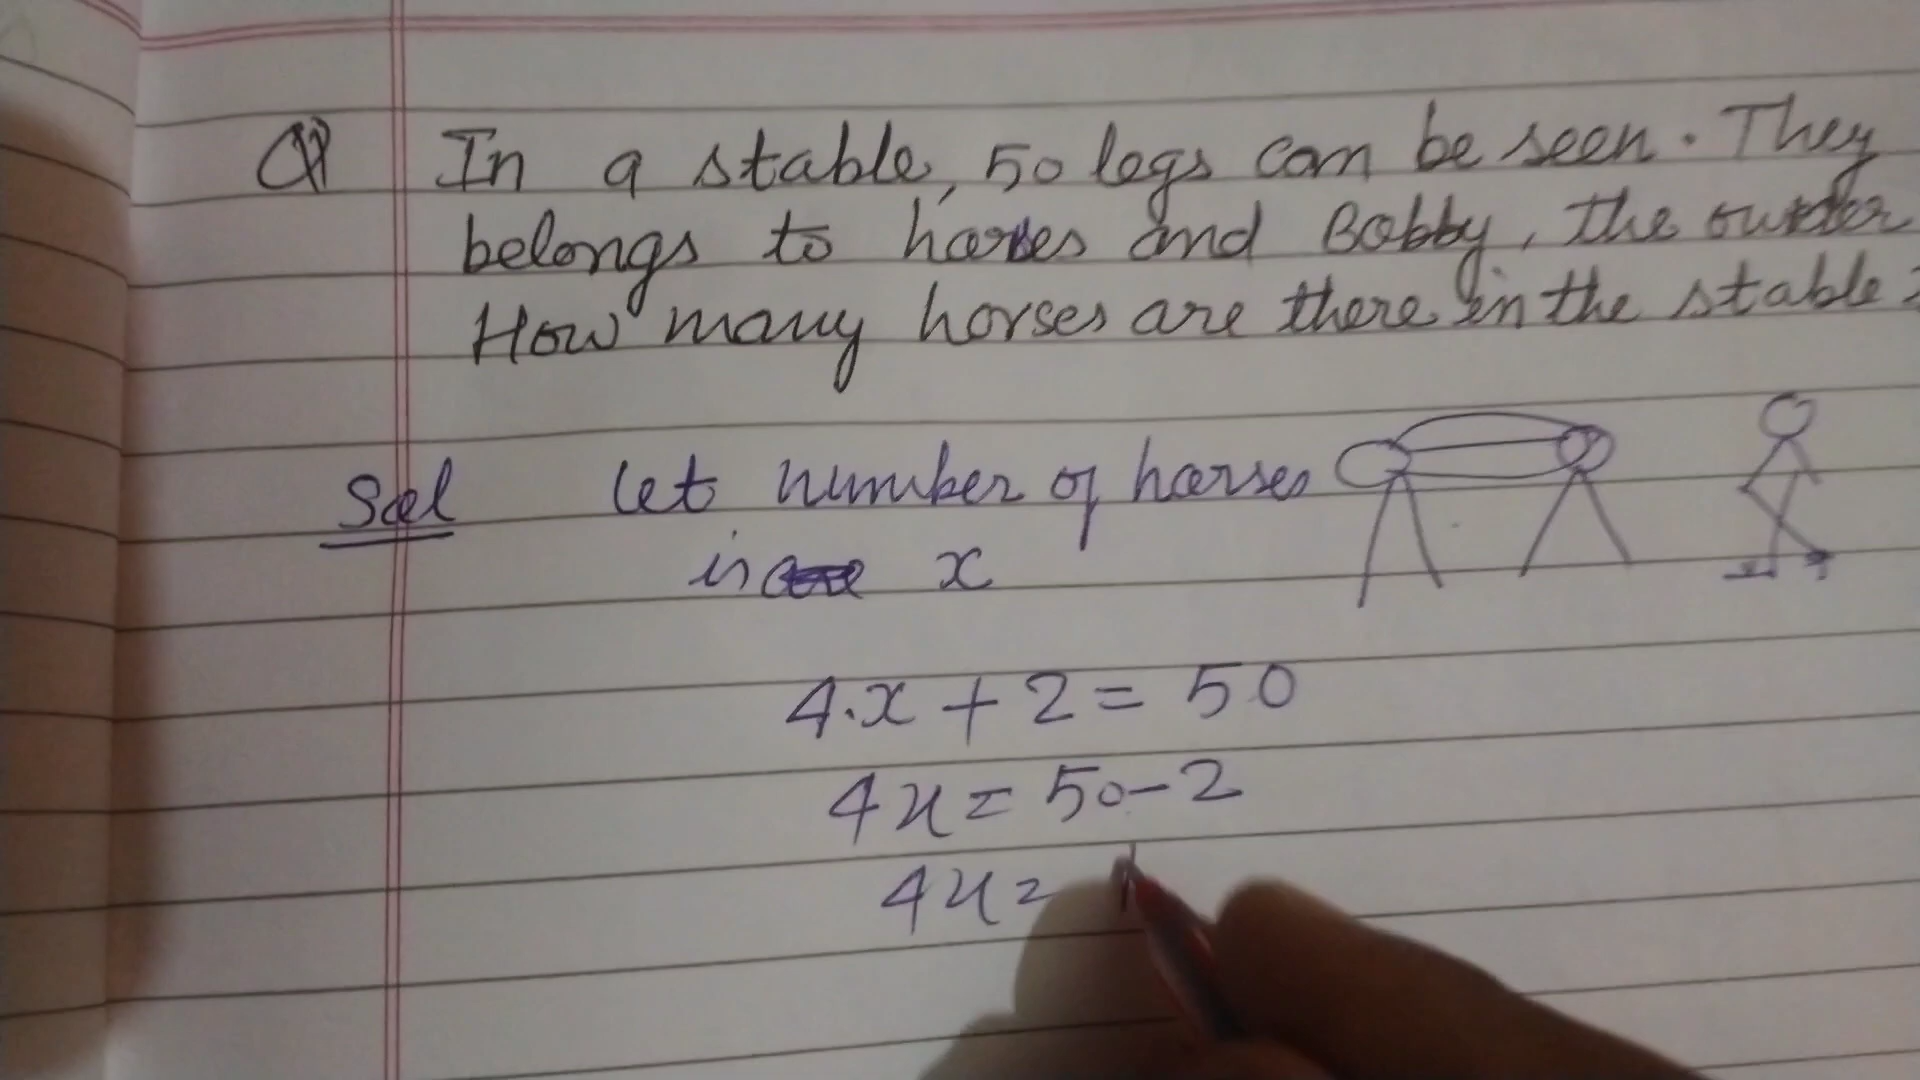 Q In a stable, 50 legs can be seen. They
belongs to horses and Bobby, the owner
How many horses are there in the stable ?
Sol let number of horses
is x
4.x + 2 = 50
4x = 50-2
4x =